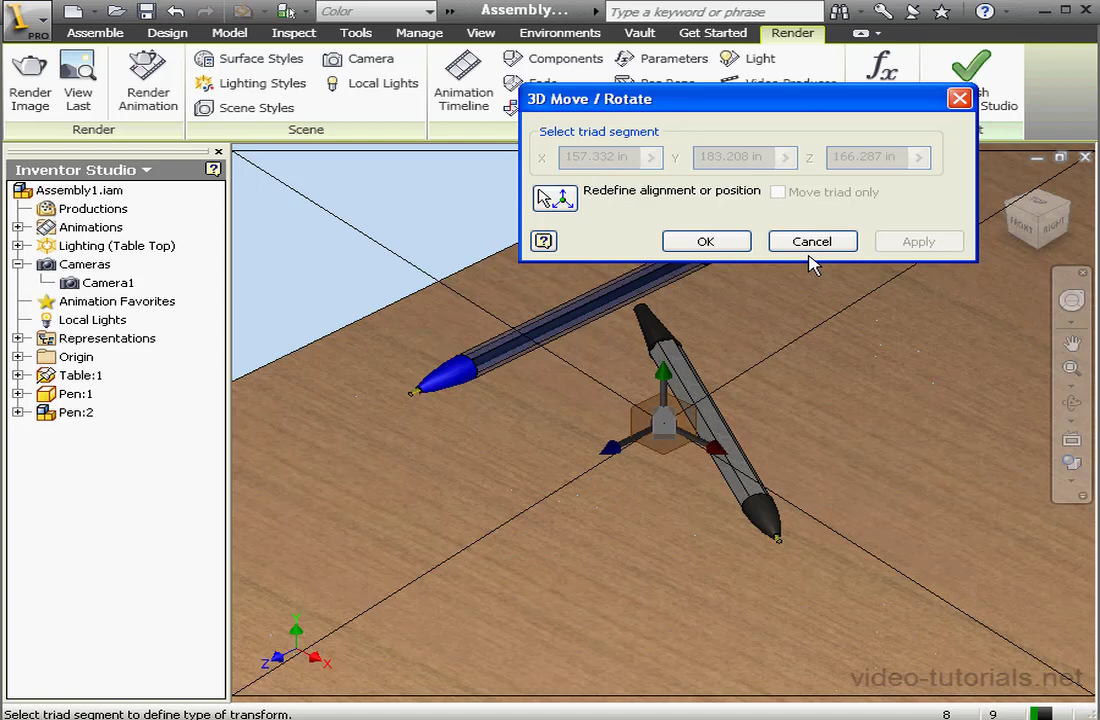 PRO
Color
Assembly...
Type a keyword or phrase
Assemble
Design
Model
Inspect
Tools
Manage
View
Environments
Vault
Get Started
Render
Render Image
View Last
Render Animation
Surface Styles
Lighting Styles
Scene Styles
Camera
Local Lights
Animation Timeline
Components
Parameters
Light
Studio
Render
Scene
3D Move / Rotate
Select triad segment
X 157.332 in Y 183.208 in Z 166.287 in
Redefine alignment or position
Move triad only
OK
Cancel
Apply
Inventor Studio
Assembly1.iam
Productions
Animations
Lighting (Table Top)
Cameras
Camera1
Animation Favorites
Local Lights
Representations
Origin
Table:1
Pen:1
Pen:2
FRONT
RIGHT
Y
Z
X
video-tutorials.net
Select triad segment to define type of transform.
8 9